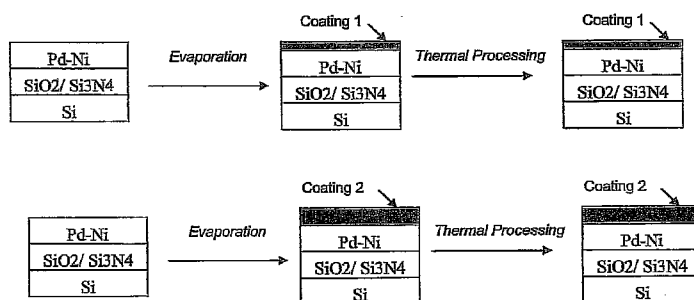 Coating 1
Coating 1
Evaporation
Thermal Processing
Pd-Ni
Pd-Ni
Pd-Ni
SiO2/ Si3N4
SiO2/ Si3N4
SiO2/ Si3N4
Si
Si
Si
Coating 2
Coating 2
Evaporation
Thermal Processing
Pd-Ni
Pd-Ni
Pd-Ni
SiO2/ Si3N4
SiO2/ Si3N4
SiO2/ Si3N4
Si
Si
Si